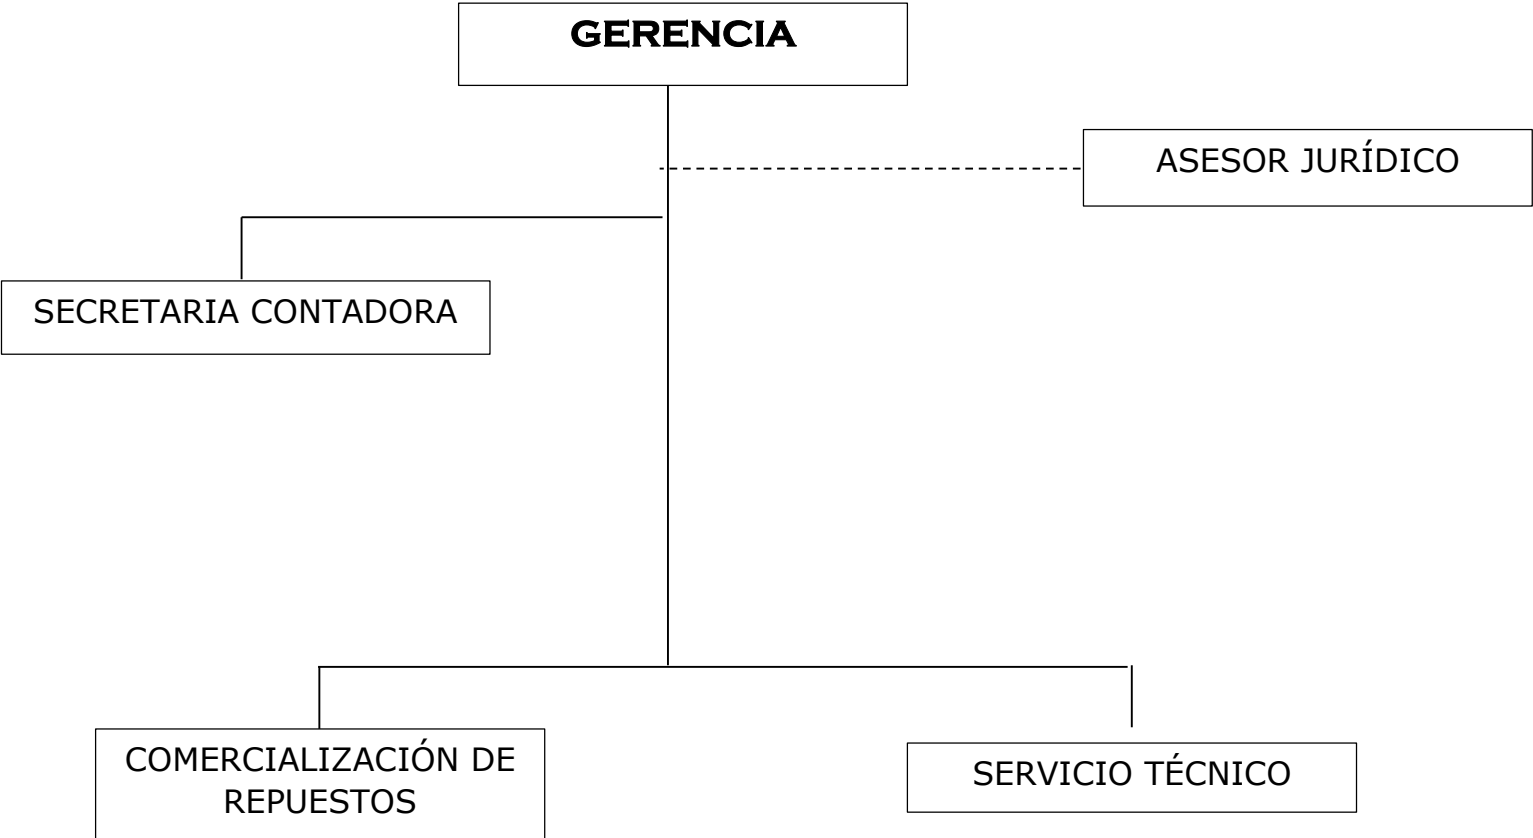 GERENCIA
ASESOR JURÍDICO
SECRETARIA CONTADORA
COMERCIALIZACIÓN DE
REPUESTOS
SERVICIO TÉCNICO